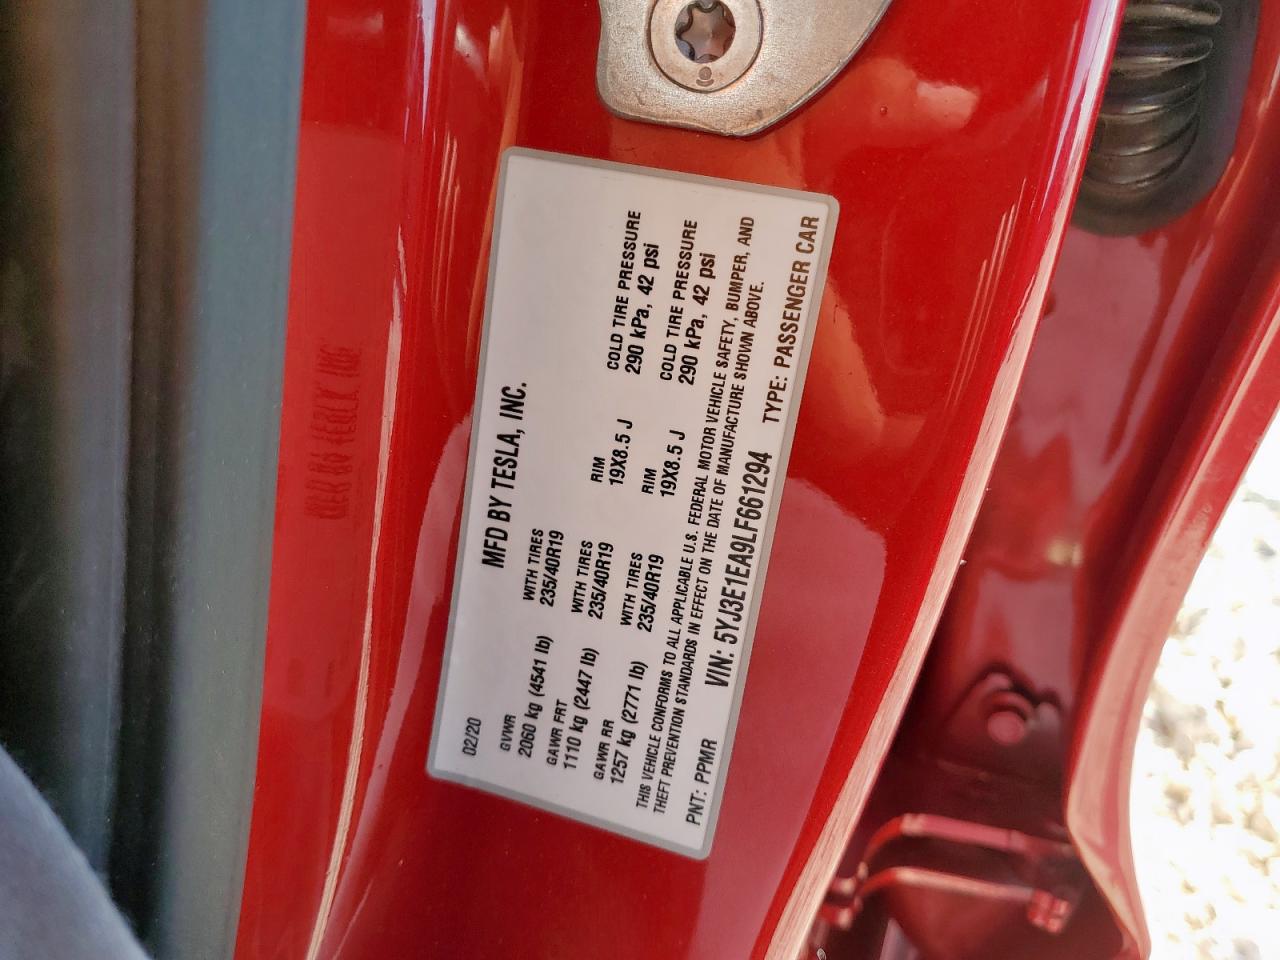 MFD BY TESLA, INC.
02/20
GVWR
2060 kg (4541 lb)
WITH TIRES
235/40R19
GAWR FRT
1110 kg (2447 lb)
WITH TIRES
235/40R19
RIM
19X8.5 J
COLD TIRE PRESSURE
290 kPa, 42 psi
GAWR RR
1257 kg (2771 lb)
WITH TIRES
235/40R19
RIM
19X8.5 J
COLD TIRE PRESSURE
290 kPa, 42 psi
THIS VEHICLE CONFORMS TO ALL APPLICABLE U.S. FEDERAL MOTOR VEHICLE SAFETY, BUMPER, AND
THEFT PREVENTION STANDARDS IN EFFECT ON THE DATE OF MANUFACTURE SHOWN ABOVE.
PNT: PPMR VIN: 5YJ3E1EA9LF661294 TYPE: PASSENGER CAR